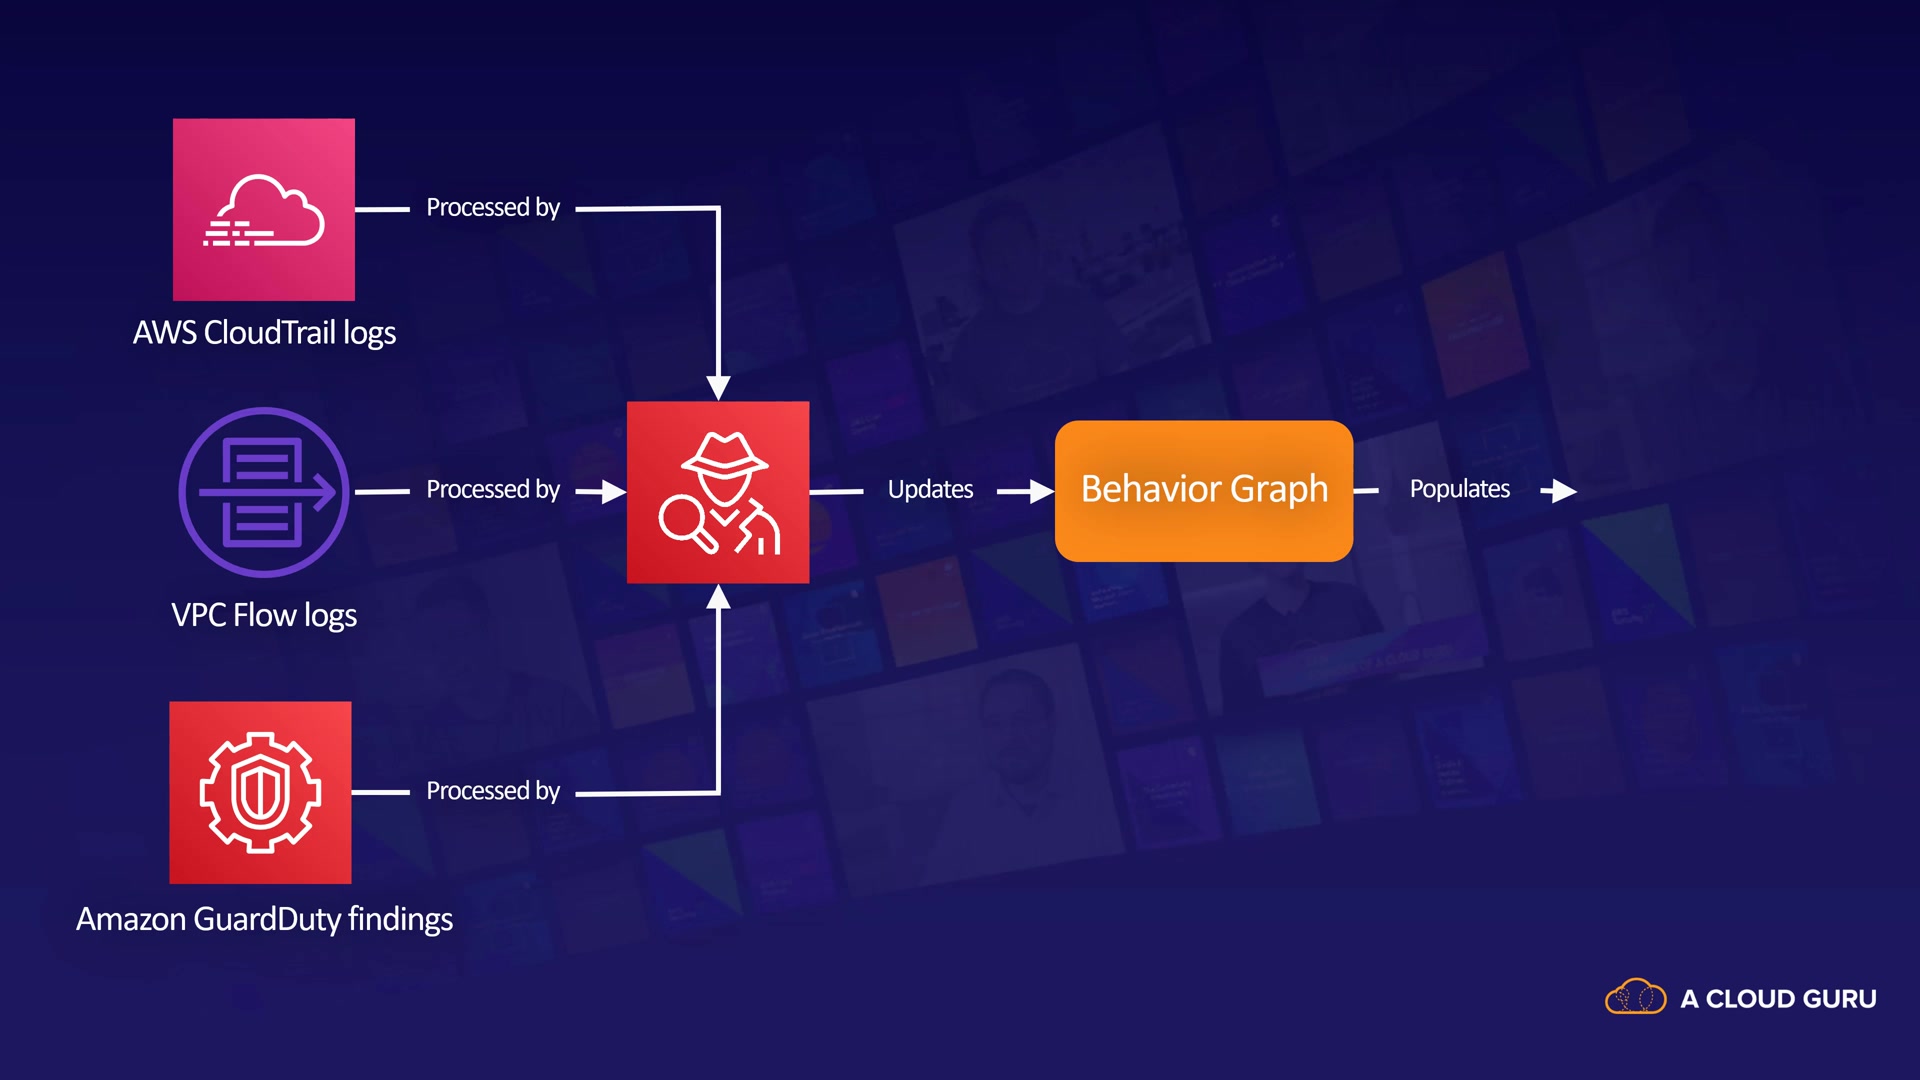 Processed by
AWS CloudTrail logs
Processed by
Updates
Behavior Graph
Populates
VPC Flow logs
Processed by
Amazon GuardDuty findings
A CLOUD GURU